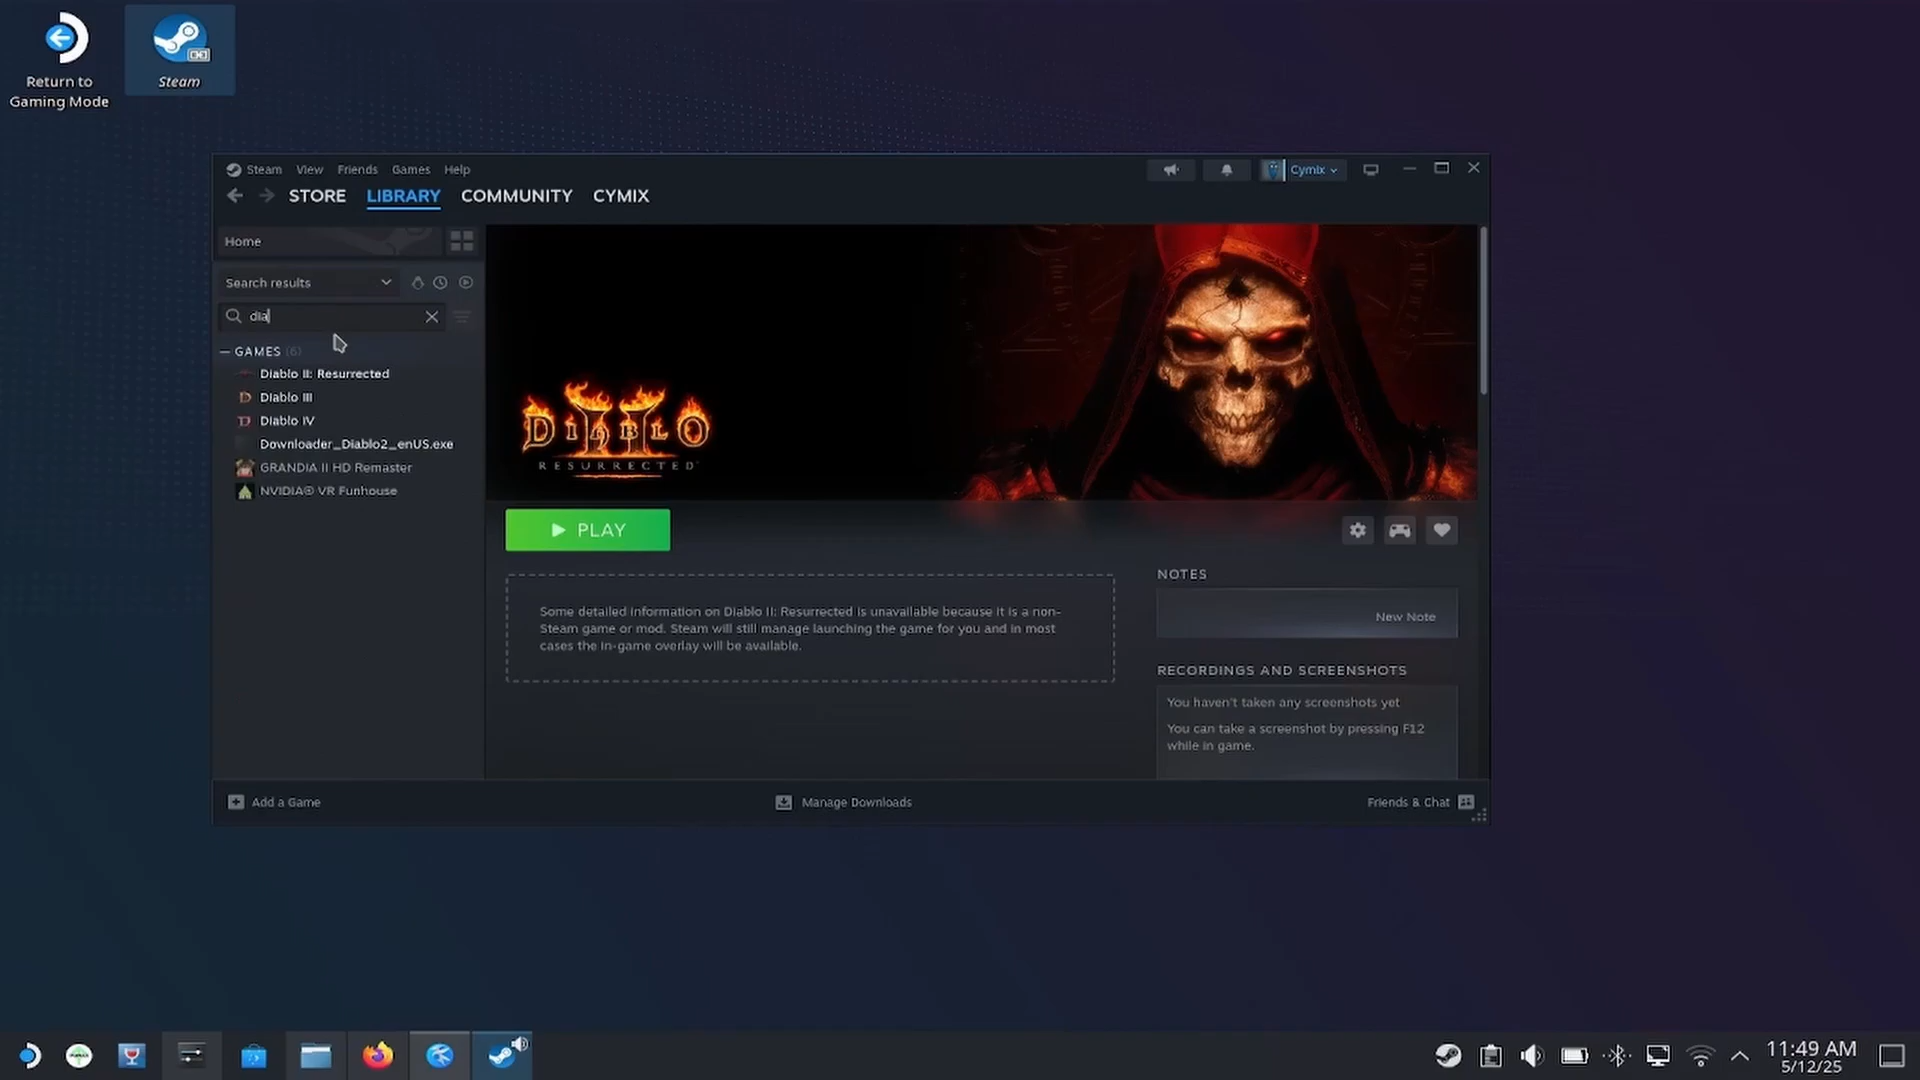 Return to
Gaming Mode
Steam
Steam View Friends Games Help
Cymix
STORE LIBRARY COMMUNITY CYMIX
Home
Search results
dia
GAMES (6)
Diablo II: Resurrected
Diablo III
Diablo IV
Downloader_Diablo2_enUS.exe
GRANDIA II HD Remaster
NVIDIA® VR Funhouse
DIABLO II
RESURRECTED
PLAY
Some detailed information on Diablo II: Resurrected is unavailable because it is a non-
Steam game or mod. Steam will still manage launching the game for you and in most
cases the in-game overlay will be available.
NOTES
New Note
RECORDINGS AND SCREENSHOTS
You haven't taken any screenshots yet
You can take a screenshot by pressing F12
while in game.
Add a Game
Manage Downloads
Friends & Chat
11:49 AM
5/12/25